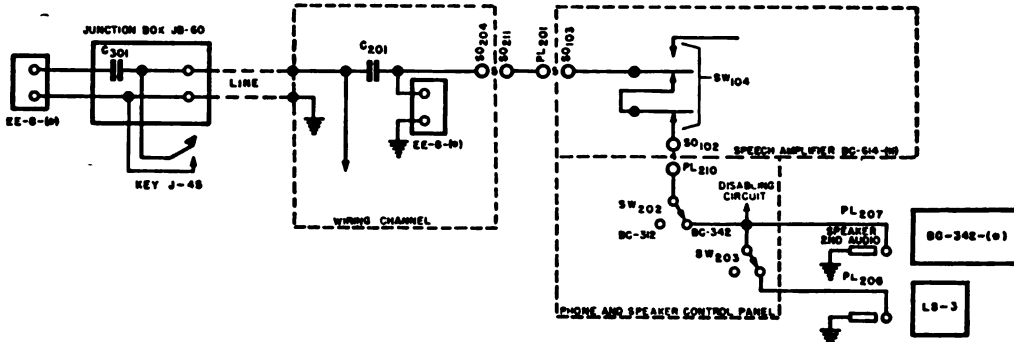 JUNCTION BOX JB-60
C301
EE-8-(*)
KEY J-48
LINE
C201
EE-8-(*)
WIRING CHANNEL
SO204
SO211
PL201
SO103
SW104
SO102
SPEECH AMPLIFIER BC-614-(*)
PL210
DISABLING
CIRCUIT
SW202
BC-312
BC-342
PL207
SPEAKER
2ND AUDIO
BC-342-(*)
SW203
PL206
LS-3
PHONE AND SPEAKER CONTROL PANEL